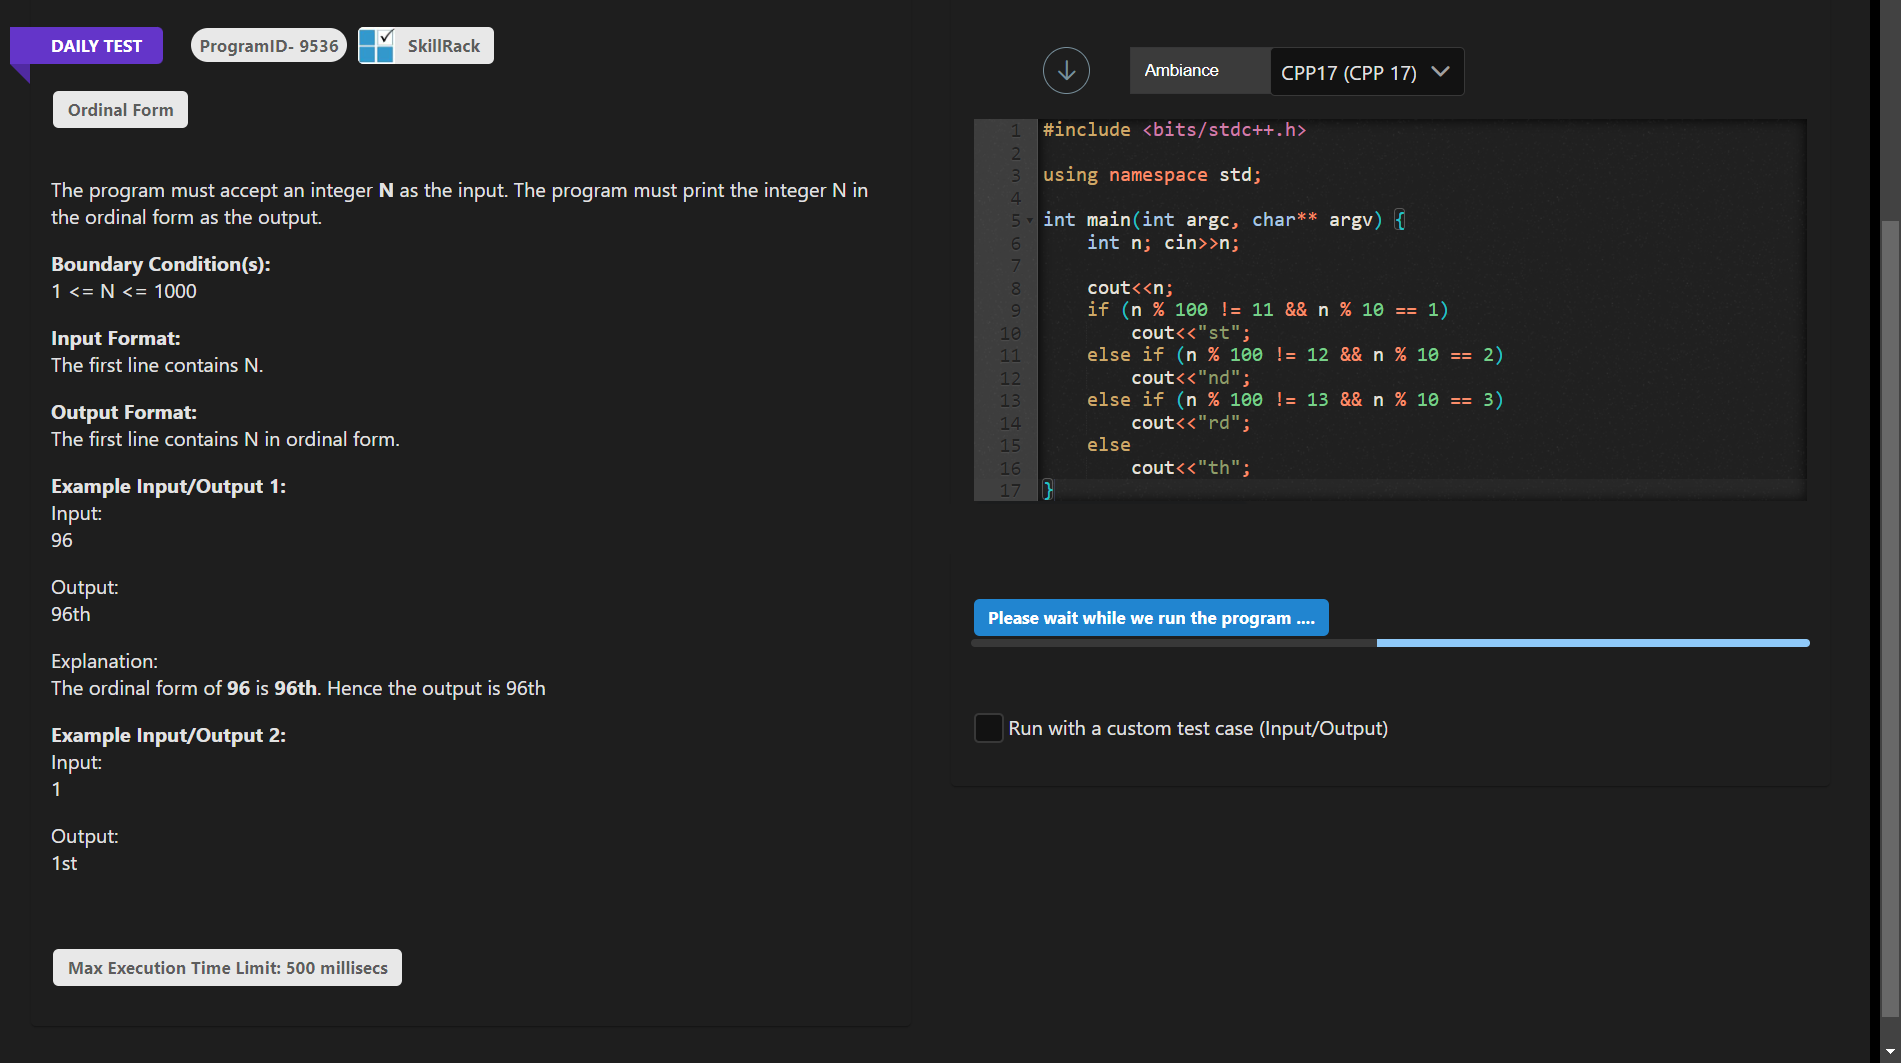 DAILY TEST
ProgramID- 9536
SkillRack
Ordinal Form
The program must accept an integer N as the input. The program must print the integer N in
the ordinal form as the output.
Boundary Condition(s):
1 <= N <= 1000
Input Format:
The first line contains N.
Output Format:
The first line contains N in ordinal form.
Example Input/Output 1:
Input:
96
Output:
96th
Explanation:
The ordinal form of 96 is 96th. Hence the output is 96th
Example Input/Output 2:
Input:
1
Output:
1st
Max Execution Time Limit: 500 millisecs
Ambiance
CPP17 (CPP 17)
1 #include <bits/stdc++.h>
2
3 using namespace std;
4
5 int main(int argc, char** argv) {
6     int n; cin>>n;
7
8     cout<<n;
9     if (n % 100 != 11 && n % 10 == 1)
10         cout<<"st";
11     else if (n % 100 != 12 && n % 10 == 2)
12         cout<<"nd";
13     else if (n % 100 != 13 && n % 10 == 3)
14         cout<<"rd";
15     else
16         cout<<"th";
17 }
Please wait while we run the program ....
Run with a custom test case (Input/Output)